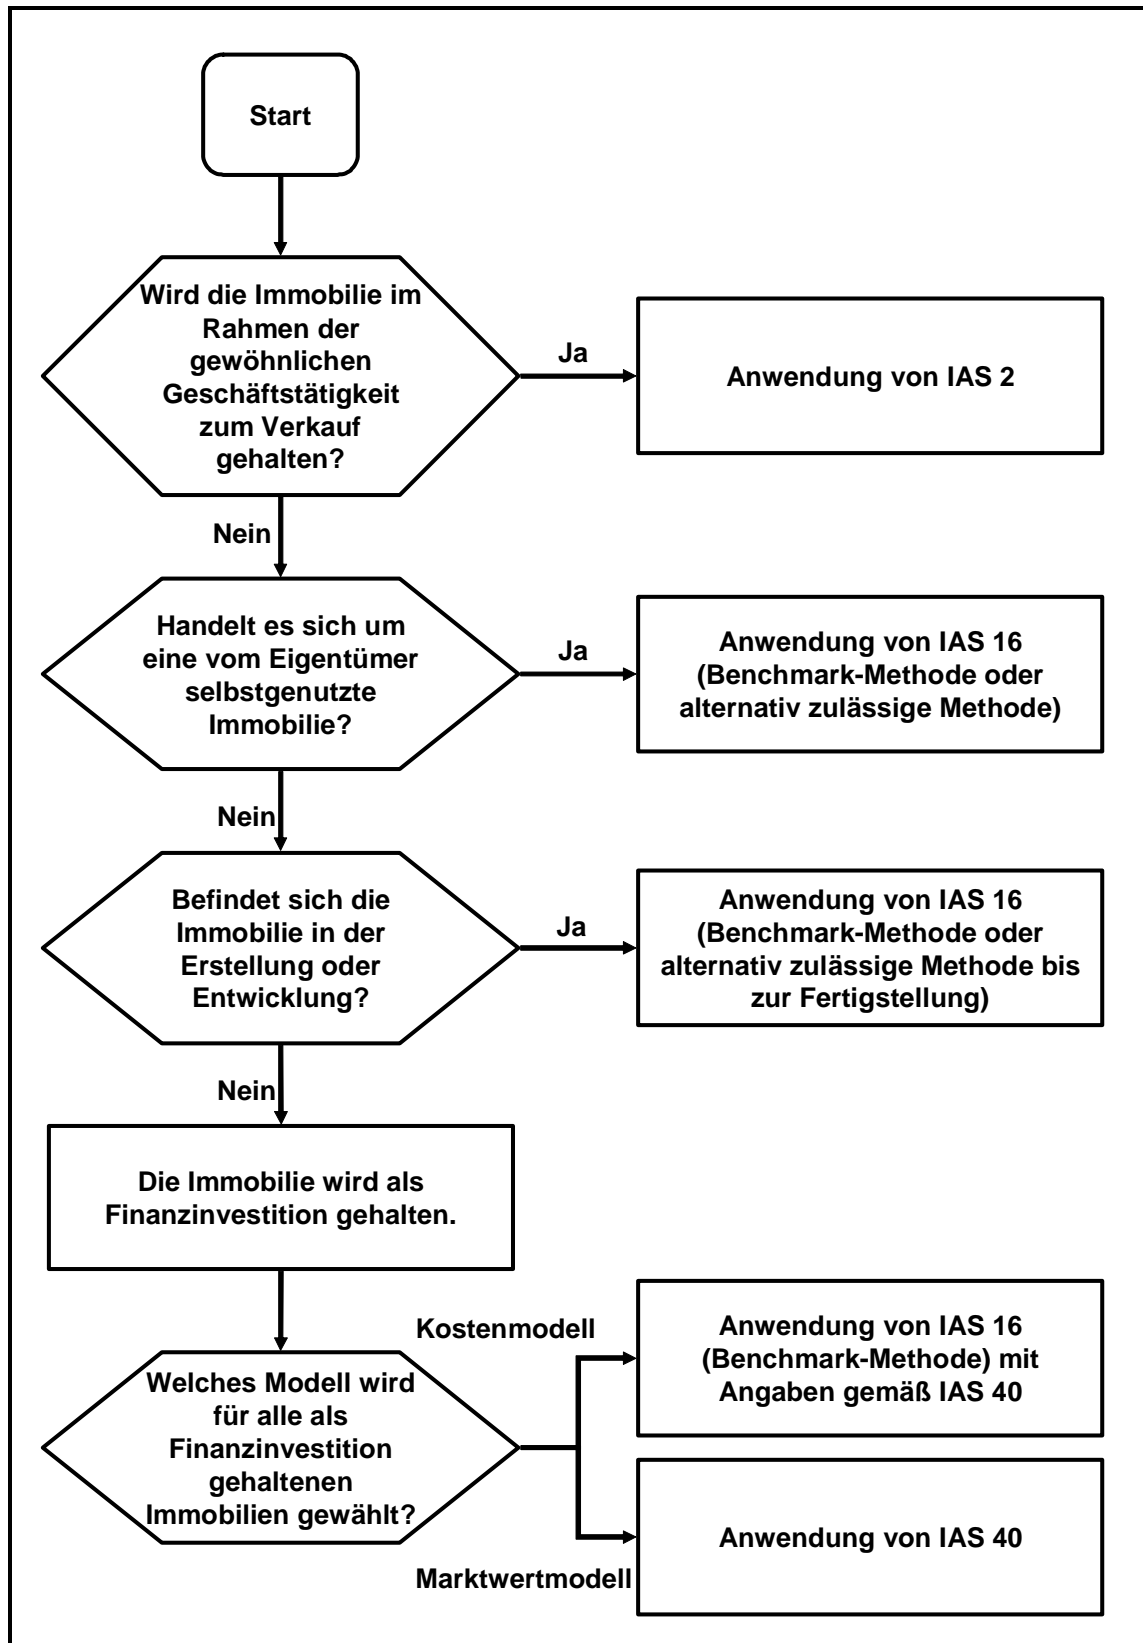 Start
Wird die Immobilie im
Rahmen der
gewöhnlichen
Geschäftstätigkeit
zum Verkauf
gehalten?
Ja
Anwendung von IAS 2
Nein
Handelt es sich um
eine vom Eigentümer
selbstgenutzte
Immobilie?
Ja
Anwendung von IAS 16
(Benchmark-Methode oder
alternativ zulässige Methode)
Nein
Befindet sich die
Immobilie in der
Erstellung oder
Entwicklung?
Ja
Anwendung von IAS 16
(Benchmark-Methode oder
alternativ zulässige Methode bis
zur Fertigstellung)
Nein
Die Immobilie wird als
Finanzinvestition gehalten.
Welches Modell wird
für alle als
Finanzinvestition
gehaltenen
Immobilien gewählt?
Kostenmodell
Anwendung von IAS 16
(Benchmark-Methode) mit
Angaben gemäß IAS 40
Marktwertmodell
Anwendung von IAS 40